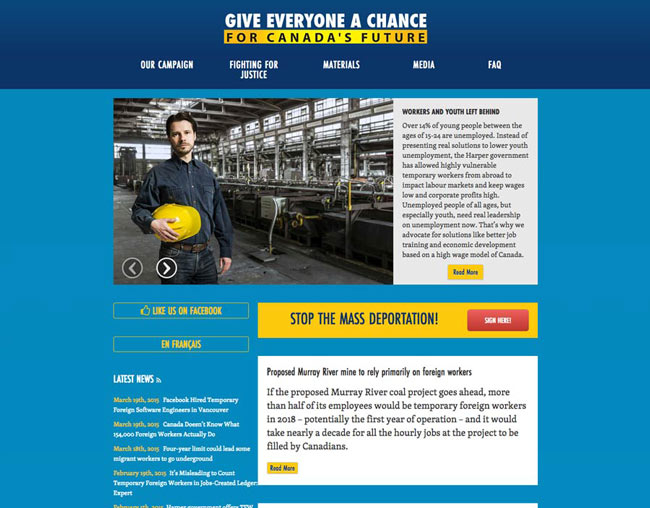 GIVE EVERYONE A CHANCE
FOR CANADA'S FUTURE
OUR CAMPAIGN
FIGHTING FOR
JUSTICE
MATERIALS
MEDIA
FAQ
WORKERS AND YOUTH LEFT BEHIND
Over 14% of young people between the
ages of 15-24 are unemployed. Instead of
presenting real solutions to lower youth
unemployment, the Harper government
has allowed highly vulnerable
temporary workers from abroad to
impact labour markets and keep wages
low and corporate profits high.
Unemployed people of all ages, but
especially youth, need real leadership
on unemployment now. That's why we
advocate for solutions like better job
training and economic development
based on a high wage model of Canada.
Read More
LIKE US ON FACEBOOK
EN FRANÇAIS
LATEST NEWS
March 19th, 2015 Facebook Hired Temporary
Foreign Software Engineers in Vancouver
March 19th, 2015 Canada Doesn't Know What
154,000 Foreign Workers Actually Do
March 18th, 2015 Four-year limit could lead some
migrant workers to go underground
February 19th, 2015 It's Misleading to Count
Temporary Foreign Workers in Jobs-Created Ledger:
Expert
STOP THE MASS DEPORTATION!
SIGN HERE!
Proposed Murray River mine to rely primarily on foreign workers
If the proposed Murray River coal project goes ahead, more
than half of its employees would be temporary foreign workers
in 2018 – potentially the first year of operation – and it would
take nearly a decade for all the hourly jobs at the project to
be filled by Canadians.
Read More